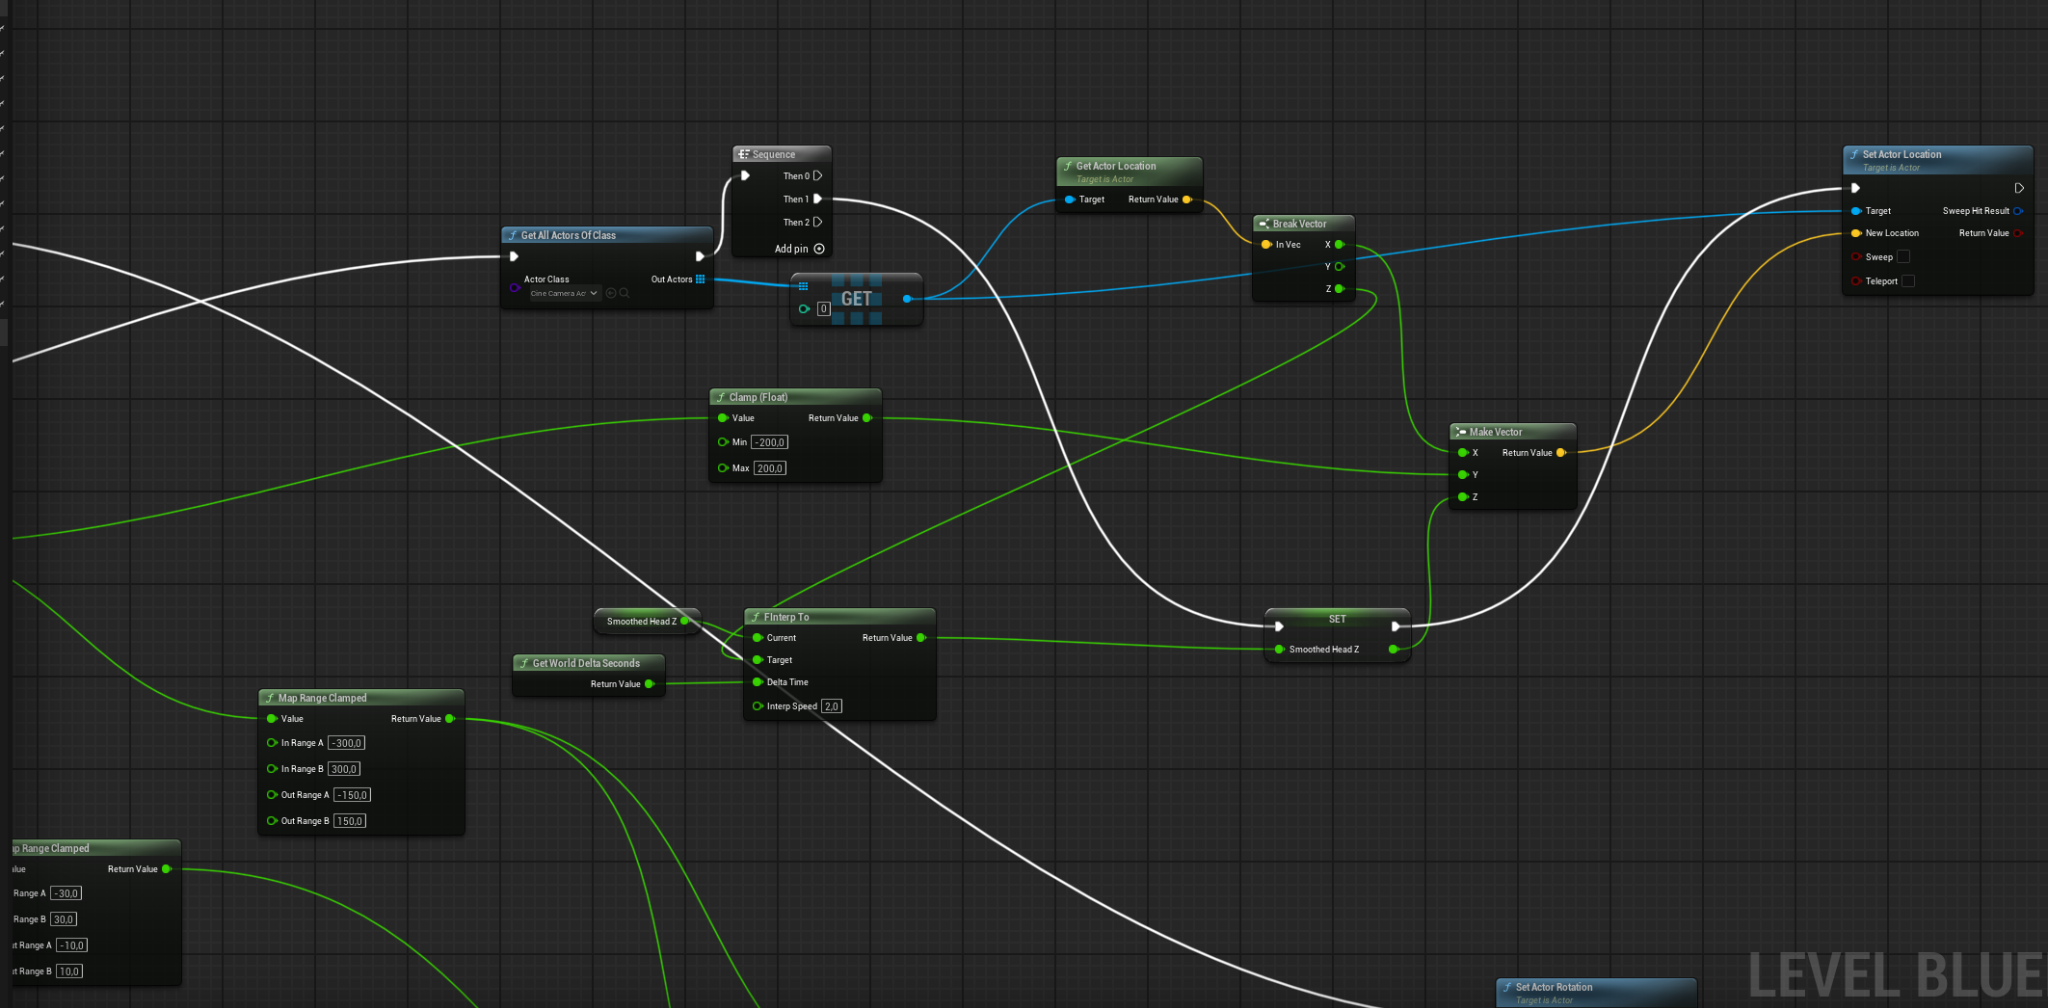 Sequence
Then 0
Then 1
Then 2
Add pin
Get All Actors Of Class
Actor Class
Cine Camera Act
Out Actors
GET
0
Get Actor Location
Target is Actor
Target
Return Value
Break Vector
In Vec
X
Y
Z
Set Actor Location
Target is Actor
Target
Sweep Hit Result
New Location
Return Value
Sweep
Teleport
Clamp (Float)
Value
Return Value
Min -200,0
Max 200,0
Make Vector
X
Return Value
Y
Z
Smoothed Head Z
FInterp To
Current
Return Value
Target
Delta Time
Interp Speed 2,0
Get World Delta Seconds
Return Value
SET
Smoothed Head Z
Map Range Clamped
Value
Return Value
In Range A -300,0
In Range B 300,0
Out Range A -150,0
Out Range B 150,0
p Range Clamped
alue
Return Value
Range A -30,0
Range B 30,0
t Range A -10,0
t Range B 10,0
Set Actor Rotation
Target is Actor
LEVEL BLUE